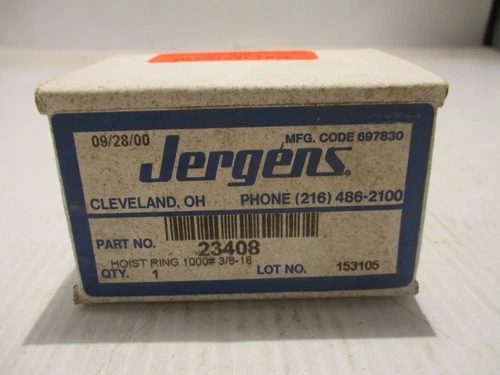 09/28/00 MFG. CODE 697830
Jergens®
CLEVELAND, OH PHONE (216) 486-2100
PART NO. 23408
HOIST RING 1000# 3/8-16
QTY. 1 LOT NO. 153105